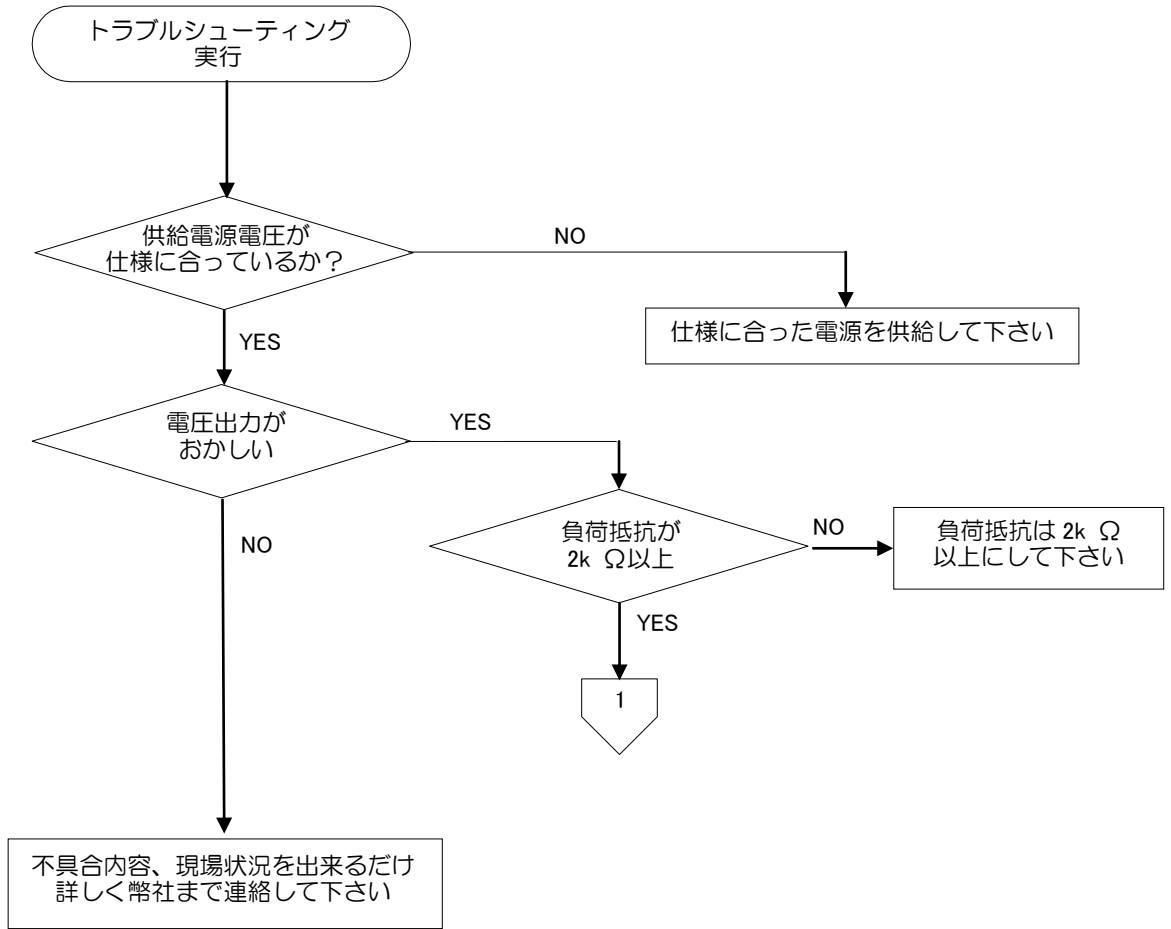 トラブルシューティング
実行
供給電源電圧が
仕様に合っているか？
NO
仕様に合った電源を供給して下さい
YES
電圧出力が
おかしい
YES
負荷抵抗が
2k Ω以上
NO
負荷抵抗は 2k Ω
以上にして下さい
NO
YES
1
不具合内容、現場状況を出来るだけ
詳しく幣社まで連絡して下さい